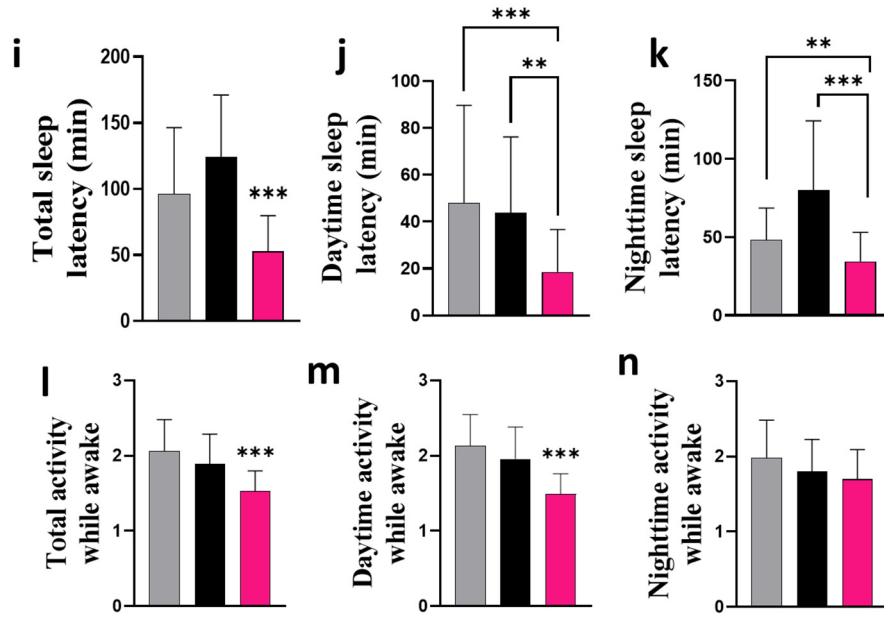 i
Total sleep
latency (min)
200
150
100
50
0
***
j
Daytime sleep
latency (min)
100
80
60
40
20
0
***
**
k
Nighttime sleep
latency (min)
150
100
50
0
**
***
l
Total activity
while awake
3
2
1
0
***
m
Daytime activity
while awake
3
2
1
0
***
n
Nighttime activity
while awake
3
2
1
0